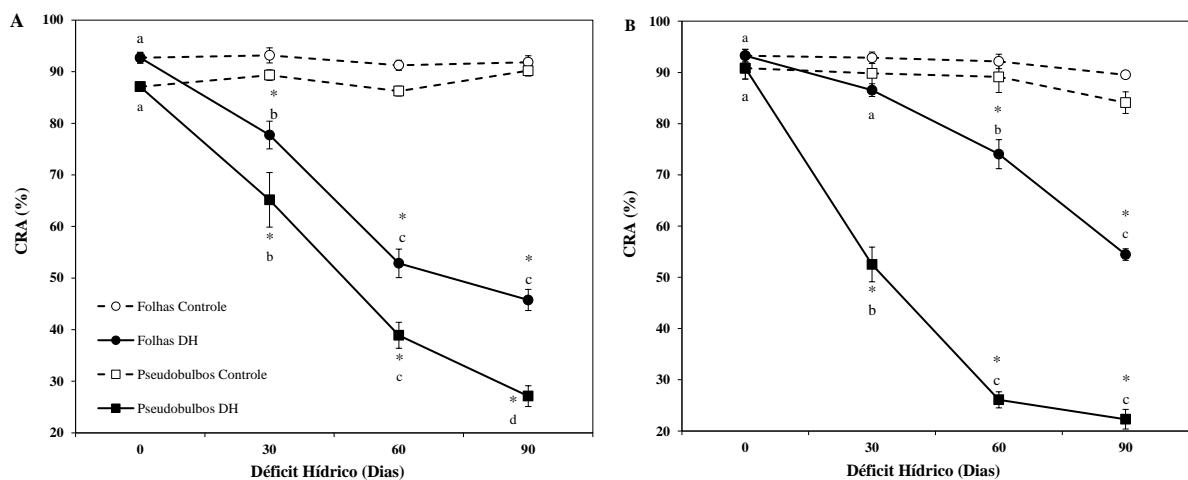 A
B
100
90
80
70
60
50
40
30
20
CRA (%)
a
a
*
b
*
b
*
c
*
c
*
c
*
d
Folhas Controle
Folhas DH
Pseudobulbos Controle
Pseudobulbos DH
0 30 60 90
Déficit Hídrico (Dias)
100
90
80
70
60
50
40
30
20
CRA (%)
a
a
a
*
b
*
b
*
c
*
c
*
c
0 30 60 90
Déficit Hídrico (Dias)